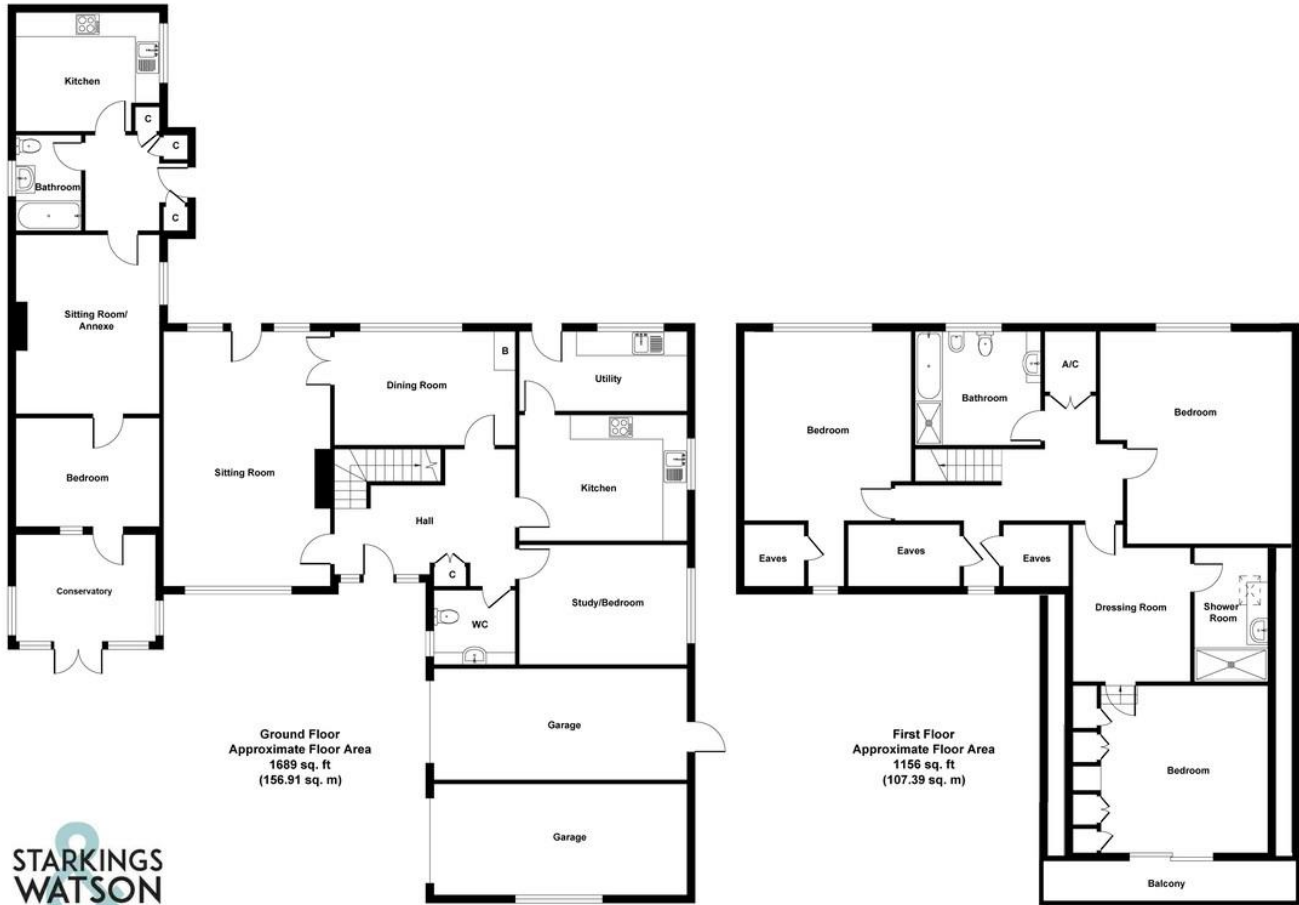 Kitchen
C
C
Bathroom
C
Sitting Room/
Annexe
Bedroom
Conservatory
Sitting Room
Dining Room
B
Utility
Kitchen
Hall
C
WC
Study/Bedroom
Garage
Garage
Ground Floor
Approximate Floor Area
1689 sq. ft
(156.91 sq. m)
Bedroom
Bathroom
A/C
Bedroom
Eaves
Eaves
Eaves
Dressing Room
Shower
Room
Bedroom
Balcony
First Floor
Approximate Floor Area
1156 sq. ft
(107.39 sq. m)
&
STARKINGS
WATSON